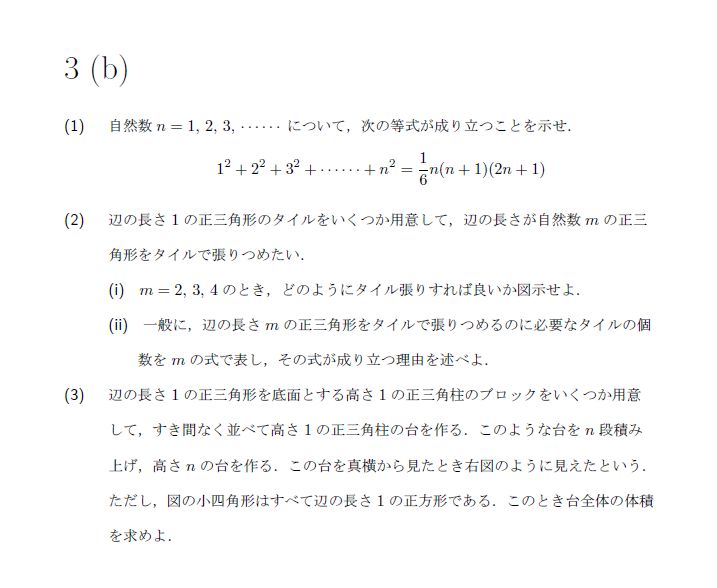 3 (b)
(1) 自然数 n = 1, 2, 3, ⋯⋯ について，次の等式が成り立つことを示せ．
1² + 2² + 3² + ⋯⋯ + n² = 1/6 n(n + 1)(2n + 1)
(2) 辺の長さ 1 の正三角形のタイルをいくつか用意して，辺の長さが自然数 m の正三
角形をタイルで張りつめたい．
(i) m = 2, 3, 4 のとき，どのようにタイル張りすれば良いか図示せよ．
(ii) 一般に，辺の長さ m の正三角形をタイルで張りつめるのに必要なタイルの個
数を m の式で表し，その式が成り立つ理由を述べよ．
(3) 辺の長さ 1 の正三角形を底面とする高さ 1 の正三角柱のブロックをいくつか用意
して，すき間なく並べて高さ 1 の正三角柱の台を作る．このような台を n 段積み
上げ，高さ n の台を作る．この台を真横から見たとき右図のように見えたという．
ただし，図の小四角形はすべて辺の長さ 1 の正方形である．このとき台全体の体積
を求めよ．